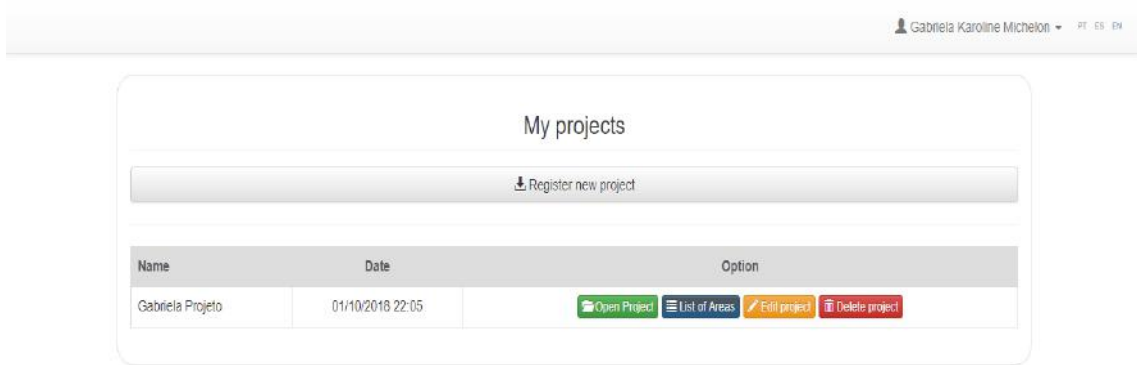 Gabriela Karoline Michelon PT ES EN
My projects
Register new project
Name Date Option
Gabriela Projeto 01/10/2016 22:05 Open Project List of Areas Edit project Delete project